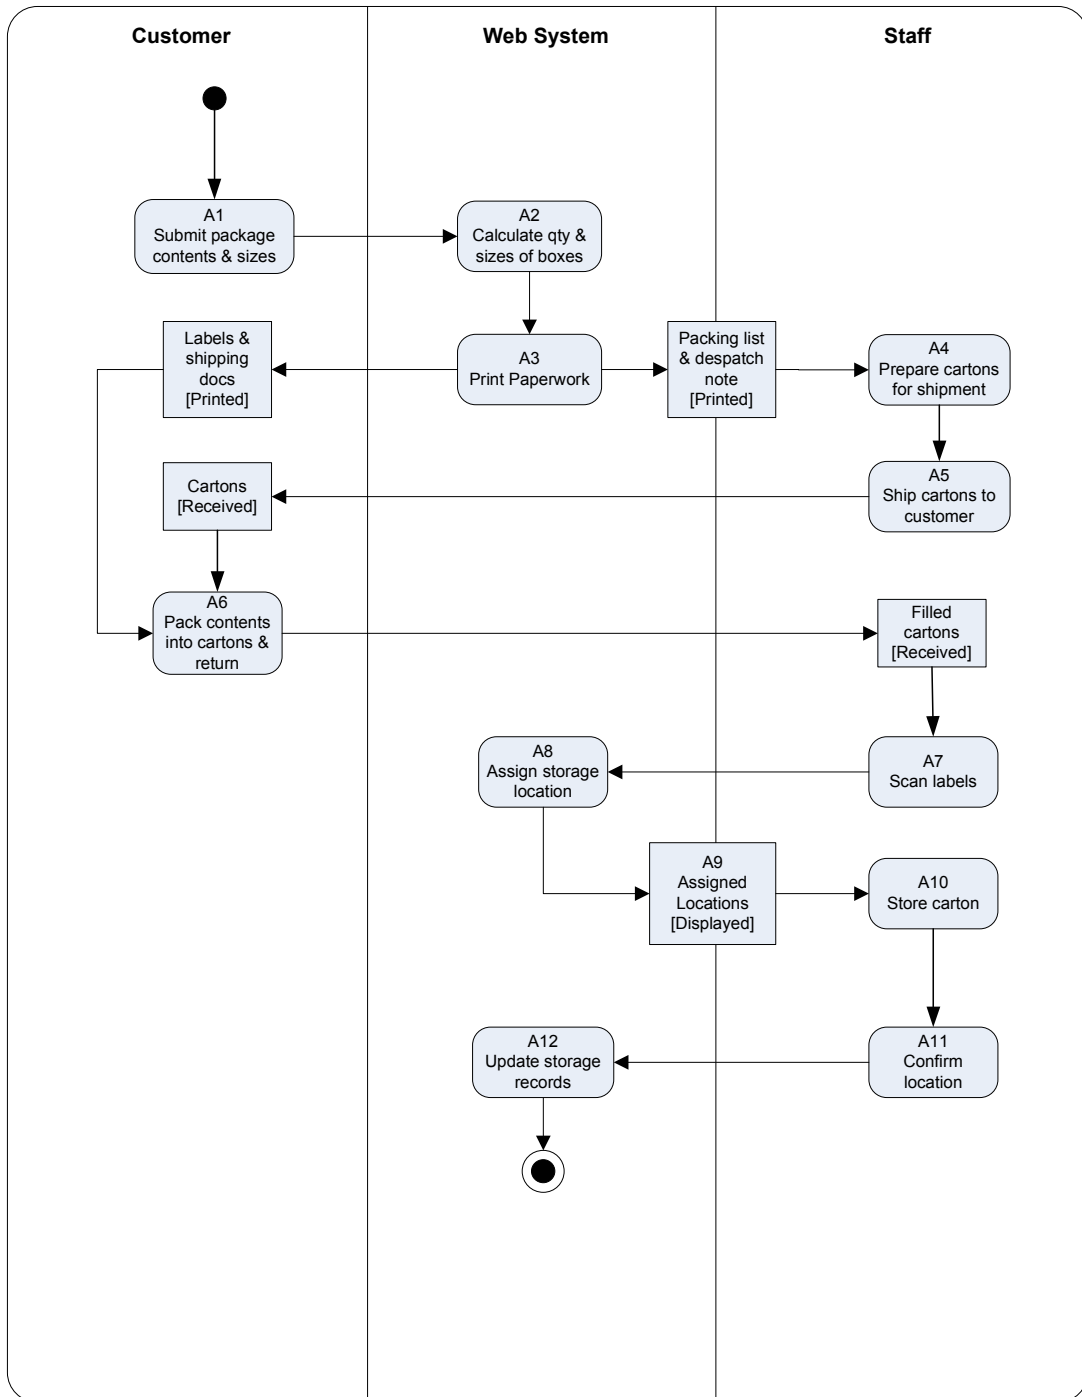 Customer
Web System
Staff
A1
Submit package
contents & sizes
A2
Calculate qty &
sizes of boxes
Labels &
shipping
docs
[Printed]
A3
Print Paperwork
Packing list
& despatch
note
[Printed]
A4
Prepare cartons
for shipment
Cartons
[Received]
A5
Ship cartons to
customer
A6
Pack contents
into cartons &
return
Filled
cartons
[Received]
A8
Assign storage
location
A7
Scan labels
A9
Assigned
Locations
[Displayed]
A10
Store carton
A12
Update storage
records
A11
Confirm
location